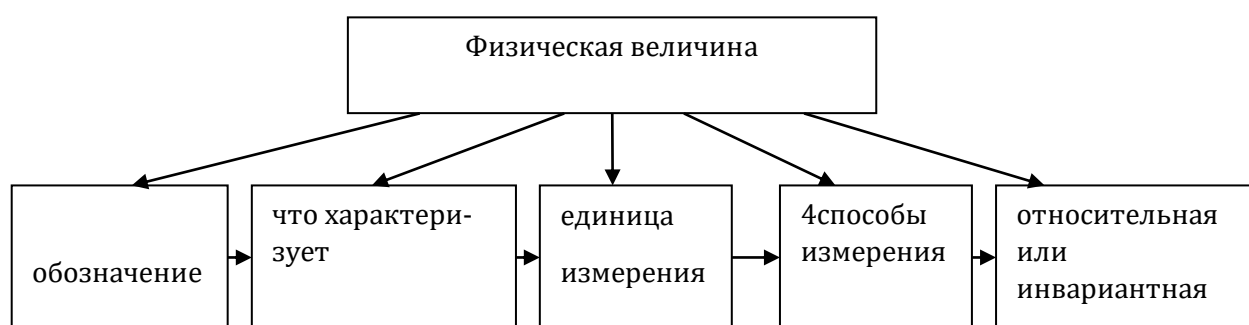 Физическая величина
обозначение
что характери-
зует
единица
измерения
4способы
измерения
относительная
или
инвариантная